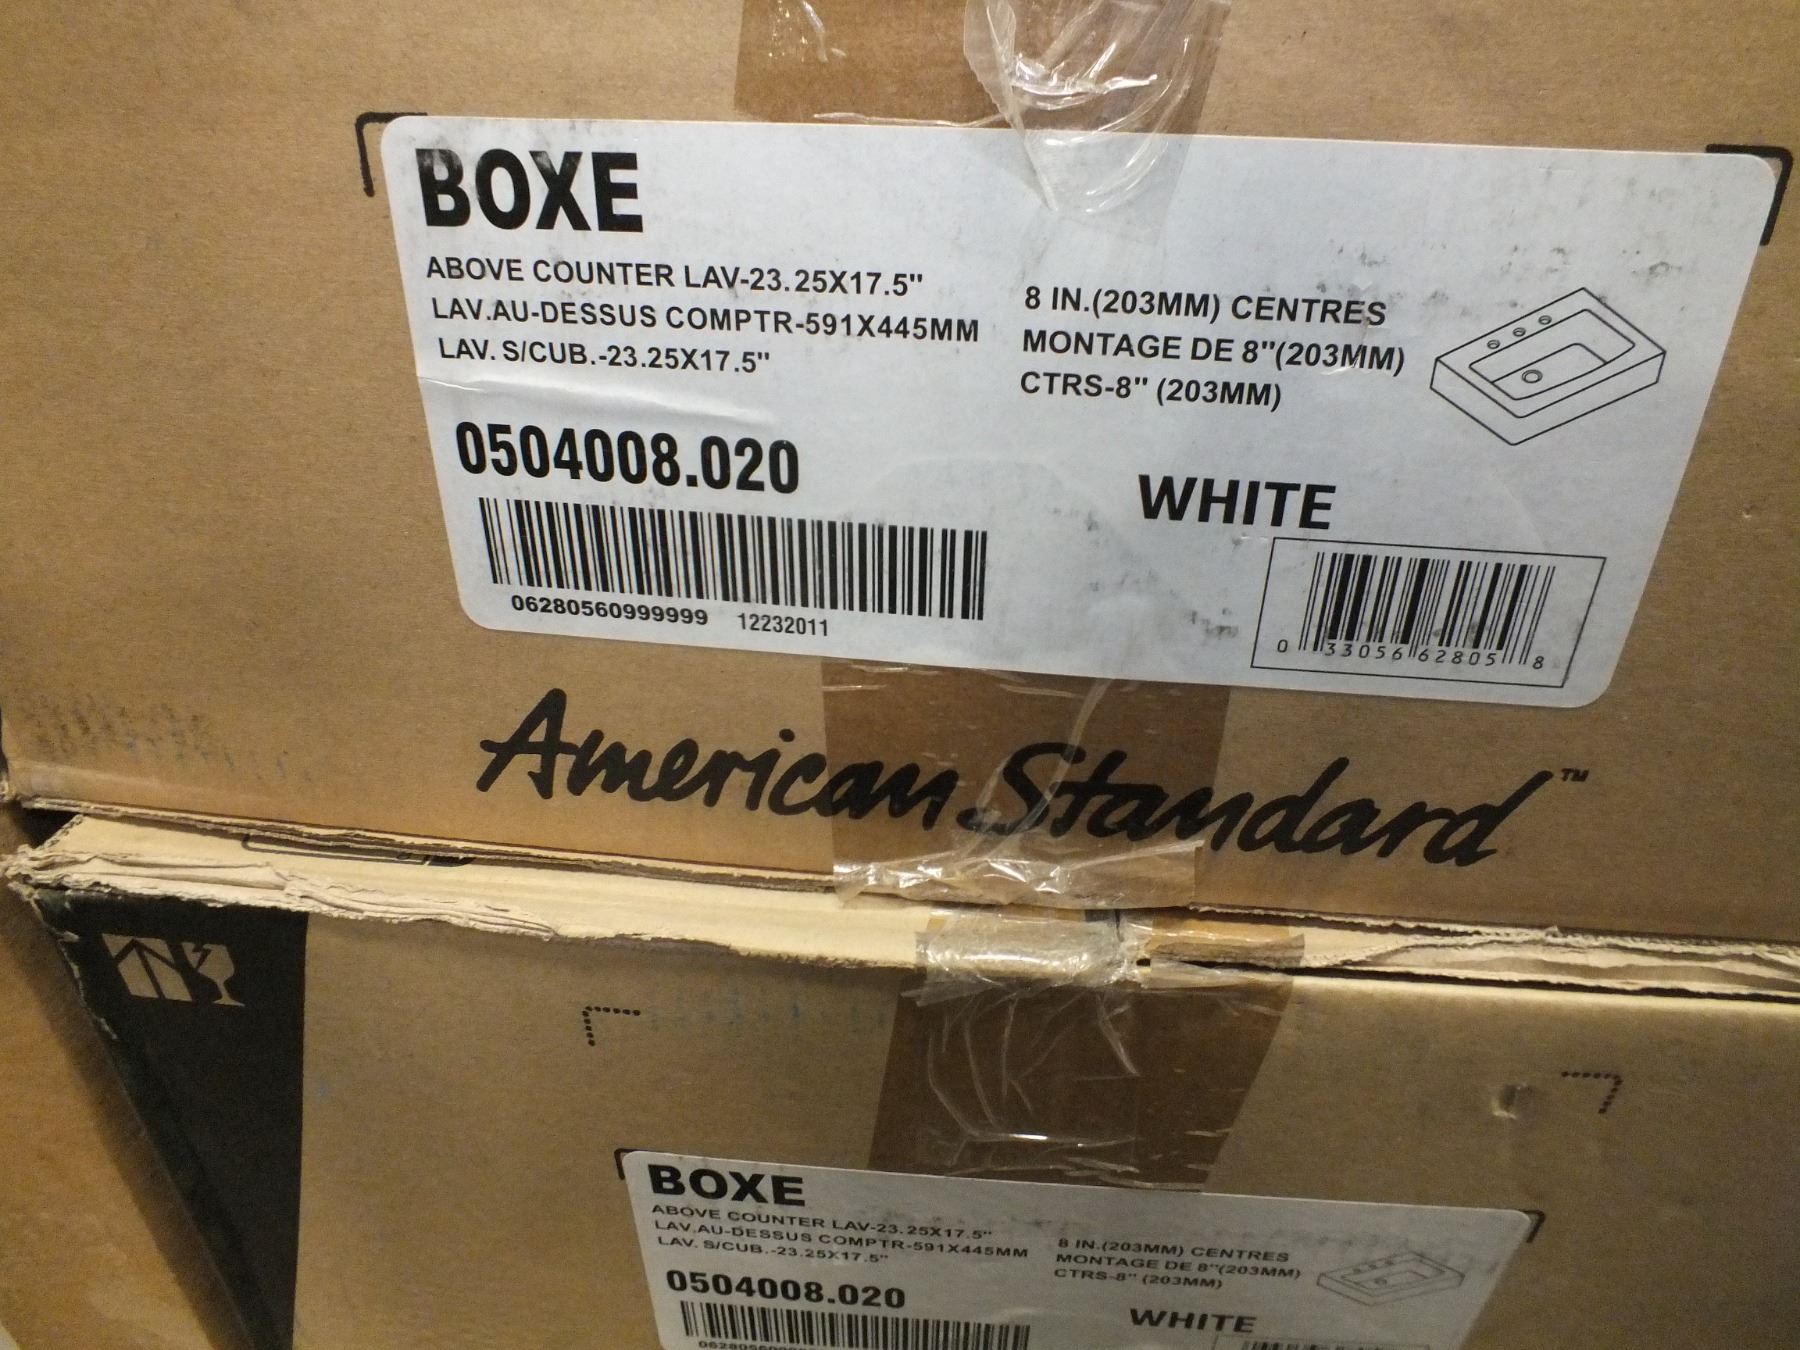 BOXE
ABOVE COUNTER LAV-23.25X17.5"
LAV.AU-DESSUS COMPTR-591X445MM
LAV. S/CUB.-23.25X17.5"
8 IN.(203MM) CENTRES
MONTAGE DE 8"(203MM)
CTRS-8" (203MM)
0504008.020
WHITE
06280560999999 12232011
0 33056 62805 8
American Standard™
BOXE
ABOVE COUNTER LAV-23.25X17.5"
LAV.AU-DESSUS COMPTR-591X445MM
LAV. S/CUB.-23.25X17.5"
8 IN.(203MM) CENTRES
MONTAGE DE 8"(203MM)
CTRS-8" (203MM)
0504008.020
WHITE